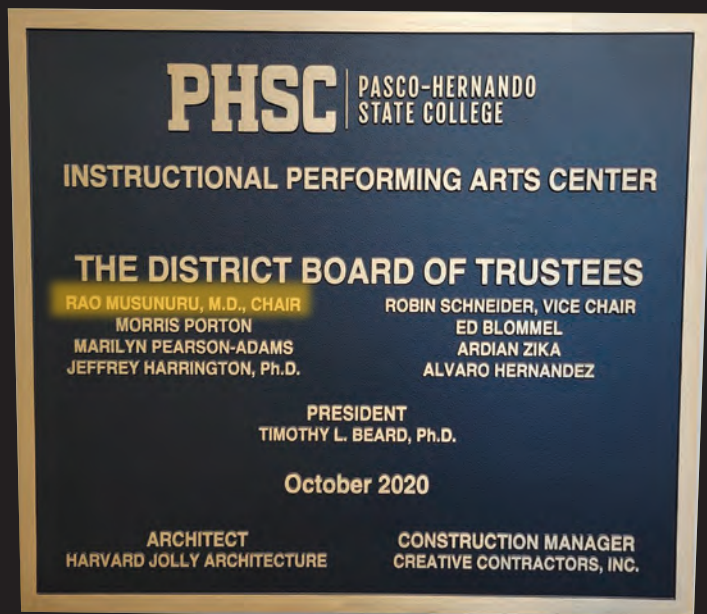 PHSC
PASCO-HERNANDO
STATE COLLEGE
INSTRUCTIONAL PERFORMING ARTS CENTER
THE DISTRICT BOARD OF TRUSTEES
RAO MUSUNURU, M.D., CHAIR
MORRIS PORTON
MARILYN PEARSON-ADAMS
JEFFREY HARRINGTON, Ph.D.
ROBIN SCHNEIDER, VICE CHAIR
ED BLOMMEL
ARDIAN ZIKA
ALVARO HERNANDEZ
PRESIDENT
TIMOTHY L. BEARD, Ph.D.
October 2020
ARCHITECT
HARVARD JOLLY ARCHITECTURE
CONSTRUCTION MANAGER
CREATIVE CONTRACTORS, INC.